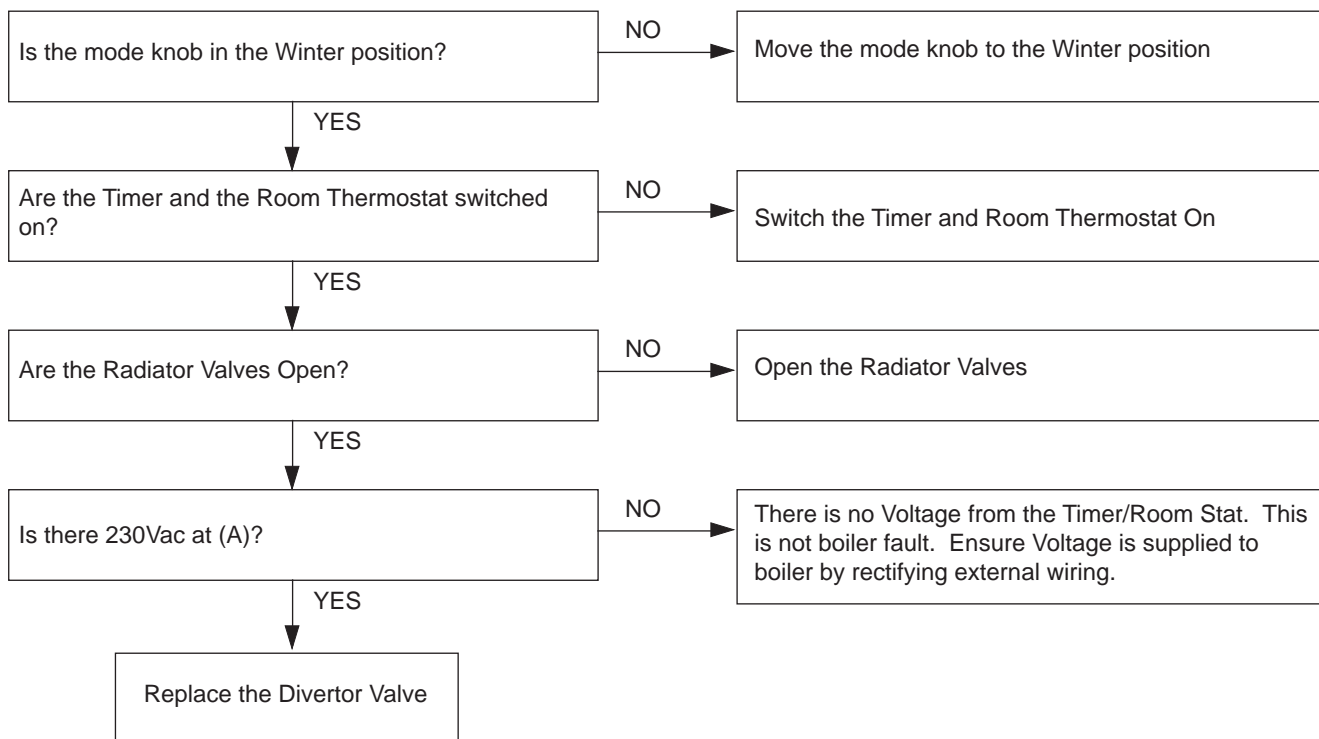 Is the mode knob in the Winter position?
NO
Move the mode knob to the Winter position
YES
Are the Timer and the Room Thermostat switched
on?
NO
Switch the Timer and Room Thermostat On
YES
Are the Radiator Valves Open?
NO
Open the Radiator Valves
YES
Is there 230Vac at (A)?
NO
There is no Voltage from the Timer/Room Stat.  This
is not boiler fault.  Ensure Voltage is supplied to
boiler by rectifying external wiring.
YES
Replace the Divertor Valve